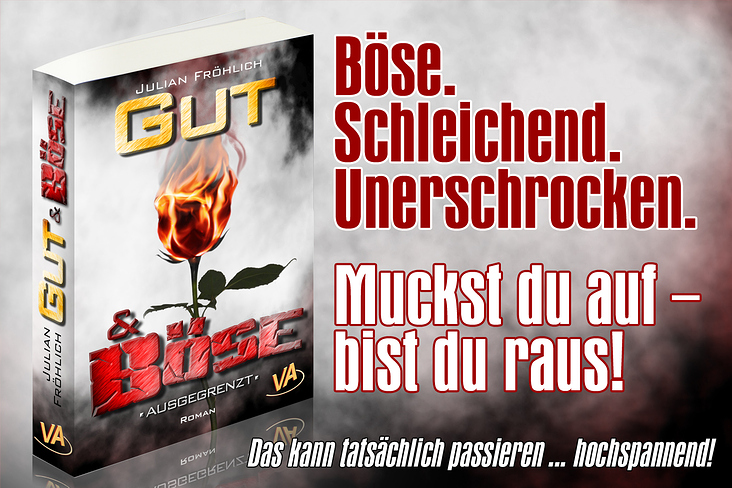 Julian Fröhlich
Gut
& Böse
"Ausgegrenzt"
Roman
VA
Julian Fröhlich
Gut & Böse
VA
Böse.
Schleichend.
Unerschrocken.
Muckst du auf –
bist du raus!
Das kann tatsächlich passieren ... hochspannend!